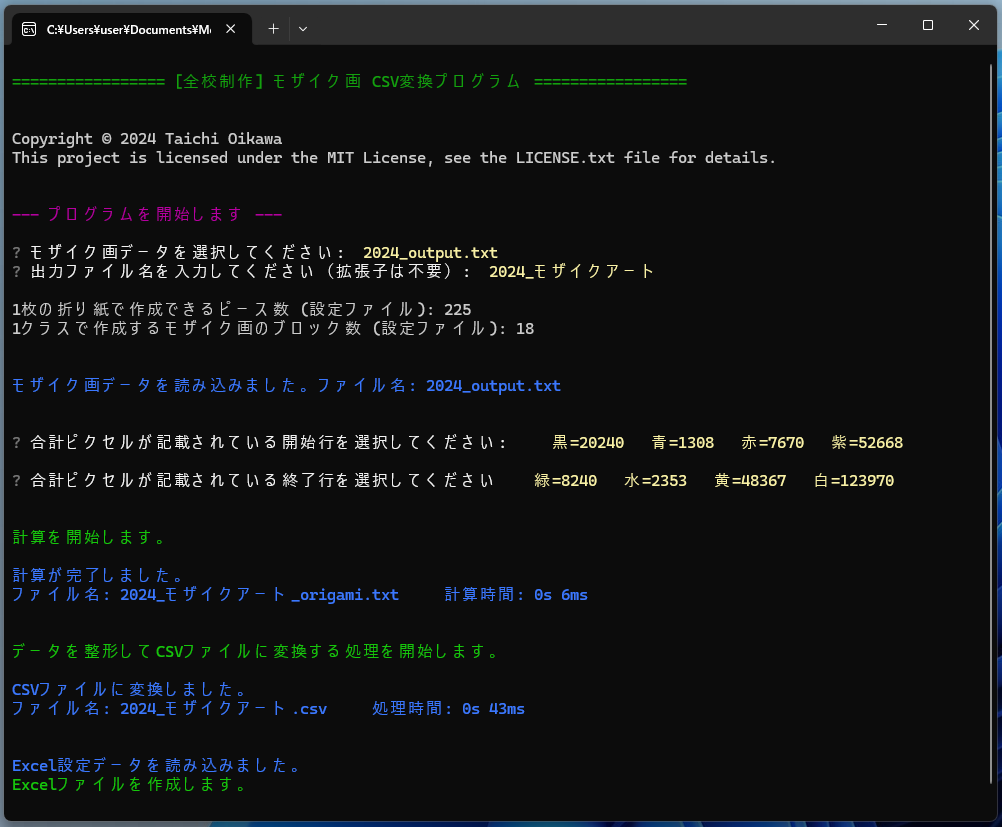 C:¥Users¥user¥Documents¥Mo
================= [全校制作] モザイク画 CSV変換プログラム =================
Copyright © 2024 Taichi Oikawa
This project is licensed under the MIT License, see the LICENSE.txt file for details.
--- プログラムを開始します ---
? モザイク画データを選択してください: 2024_output.txt
? 出力ファイル名を入力してください (拡張子は不要) : 2024_モザイクアート
1枚の折り紙で作成できるピース数 (設定ファイル): 225
1クラスで作成するモザイク画のブロック数 (設定ファイル): 18
モザイク画データを読み込みました。ファイル名: 2024_output.txt
? 合計ピクセルが記載されている開始行を選択してください: 黒=20240 青=1308 赤=7670 紫=52668
? 合計ピクセルが記載されている終了行を選択してください 緑=8240 水=2353 黄=48367 白=123970
計算を開始します。
計算が完了しました。
ファイル名: 2024_モザイクアート_origami.txt 計算時間: 0s 6ms
データを整形してCSVファイルに変換する処理を開始します。
CSVファイルに変換しました。
ファイル名: 2024_モザイクアート.csv 処理時間: 0s 43ms
Excel設定データを読み込みました。
Excelファイルを作成します。